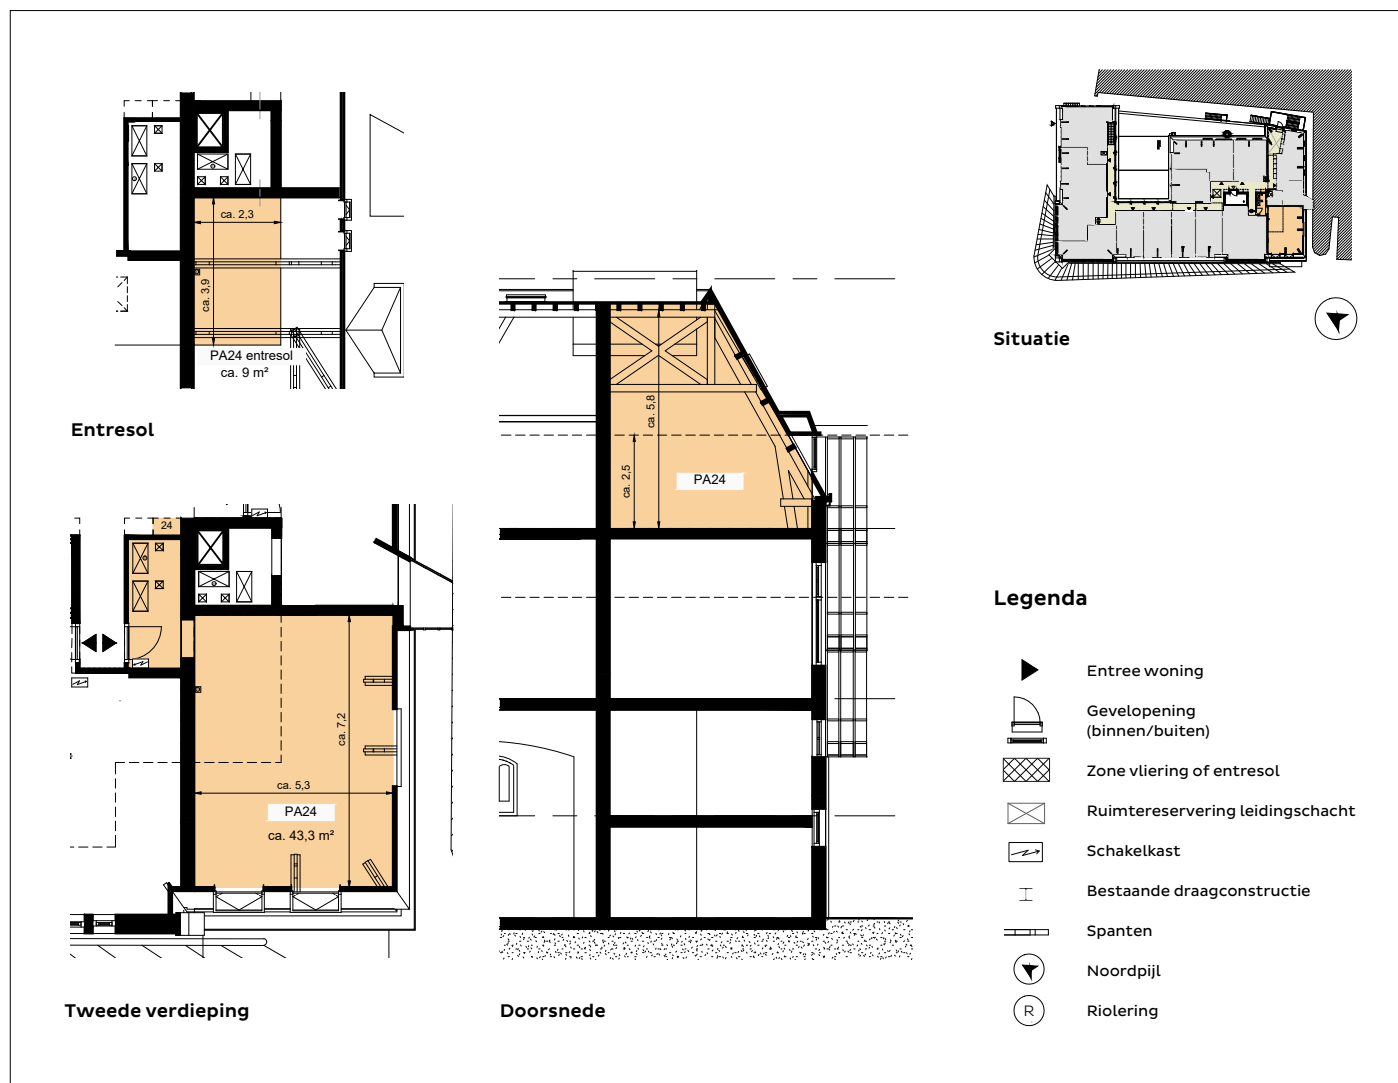 ca. 2,3
ca. 3,9
PA24 entresol
ca. 9 m²
Entresol
24
ca. 7,2
ca. 5,3
PA24
ca. 43,3 m²
Tweede verdieping
ca. 5,8
ca. 2,5
PA24
Doorsnede
Situatie
Legenda
Entree woning
Gevelopening
(binnen/buiten)
Zone vliering of entresol
Ruimtereservering leidingschacht
Schakelkast
Bestaande draagconstructie
Spanten
Noordpijl
R
Riolering